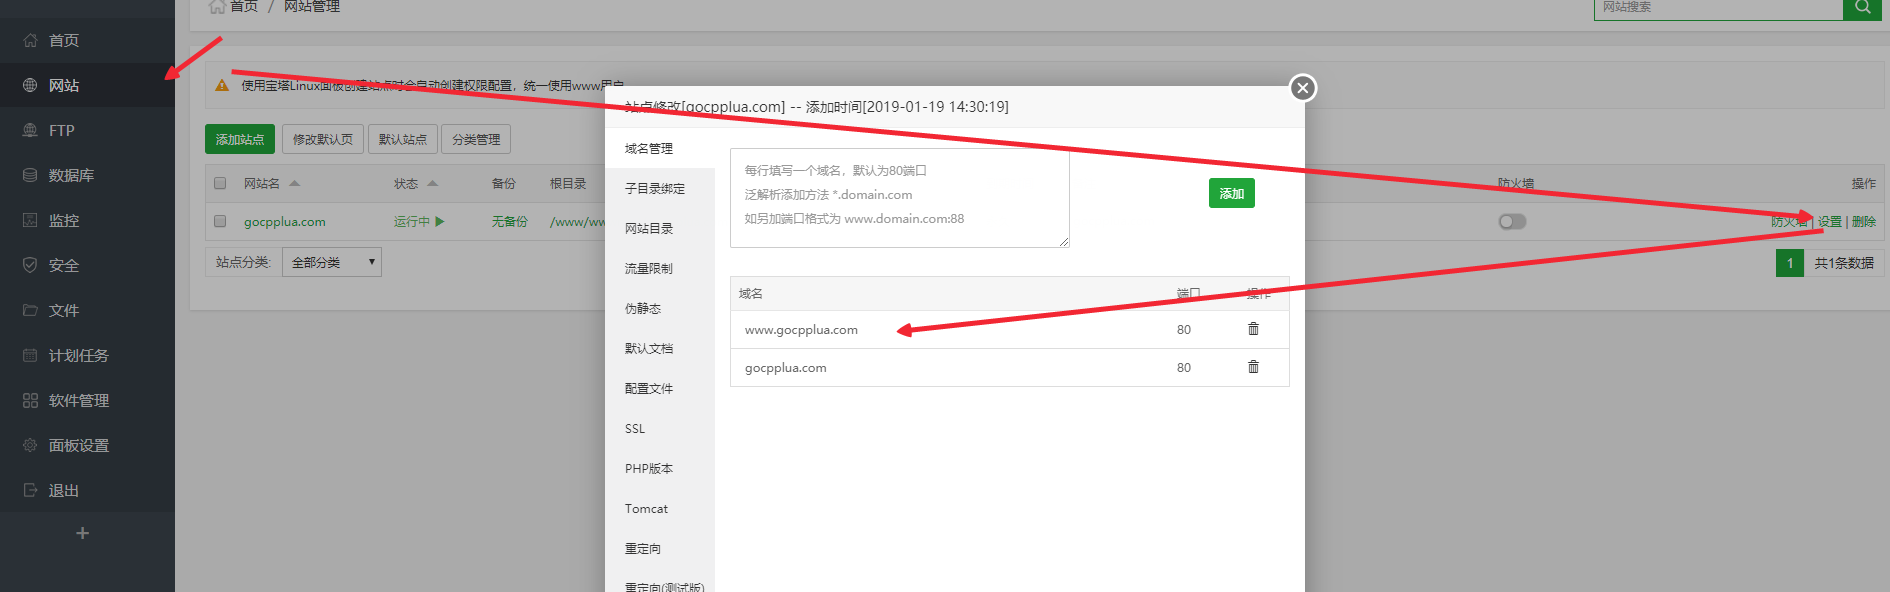 首页 / 网站管理
网站搜索
首页
网站
FTP
数据库
监控
安全
文件
计划任务
软件管理
面板设置
退出
使用宝塔Linux面板创建站点时会自动创建权限配置，统一使用www用户
添加站点
修改默认页
默认站点
分类管理
网站名
状态
备份
根目录
防火墙
操作
gocpplua.com
运行中
无备份
/www/ww
防火墙 | 设置 | 删除
站点分类:
全部分类
1
共1条数据
站点修改[gocpplua.com] -- 添加时间[2019-01-19 14:30:19]
域名管理
子目录绑定
网站目录
流量限制
伪静态
默认文档
配置文件
SSL
PHP版本
Tomcat
重定向
重定向(测试版)
每行填写一个域名，默认为80端口
泛解析添加方法 *.domain.com
如另加端口格式为 www.domain.com:88
添加
域名
端口
操作
www.gocpplua.com
80
gocpplua.com
80